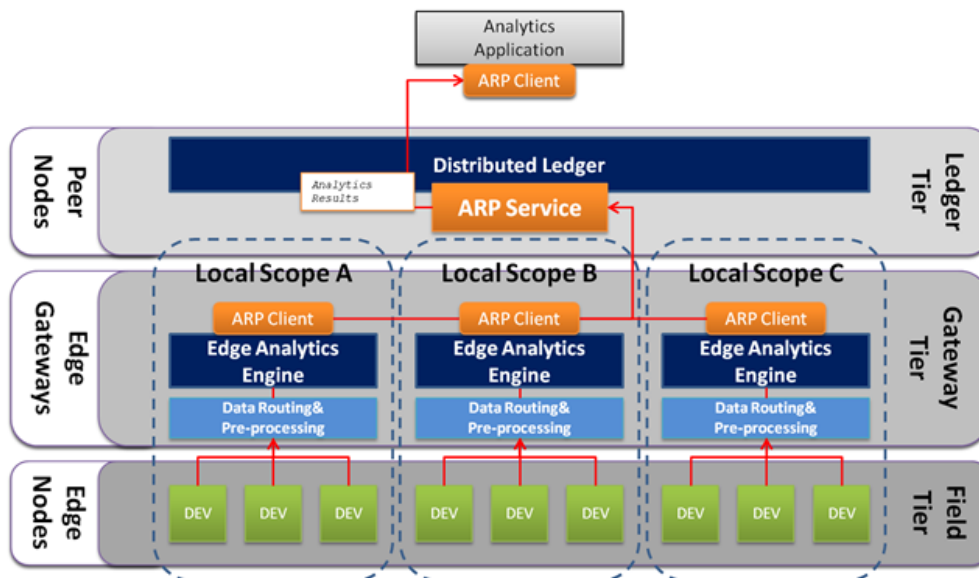 Analytics
Application
ARP Client
Peer
Nodes
Distributed Ledger
Analytics
Results
ARP Service
Ledger
Tier
Local Scope A
Local Scope B
Local Scope C
Edge
Gateways
ARP Client
ARP Client
ARP Client
Edge Analytics
Engine
Edge Analytics
Engine
Edge Analytics
Engine
Data Routing&
Pre-processing
Data Routing&
Pre-processing
Data Routing&
Pre-processing
Gateway
Tier
Edge
Nodes
DEV
DEV
DEV
DEV
DEV
DEV
DEV
DEV
DEV
Field
Tier